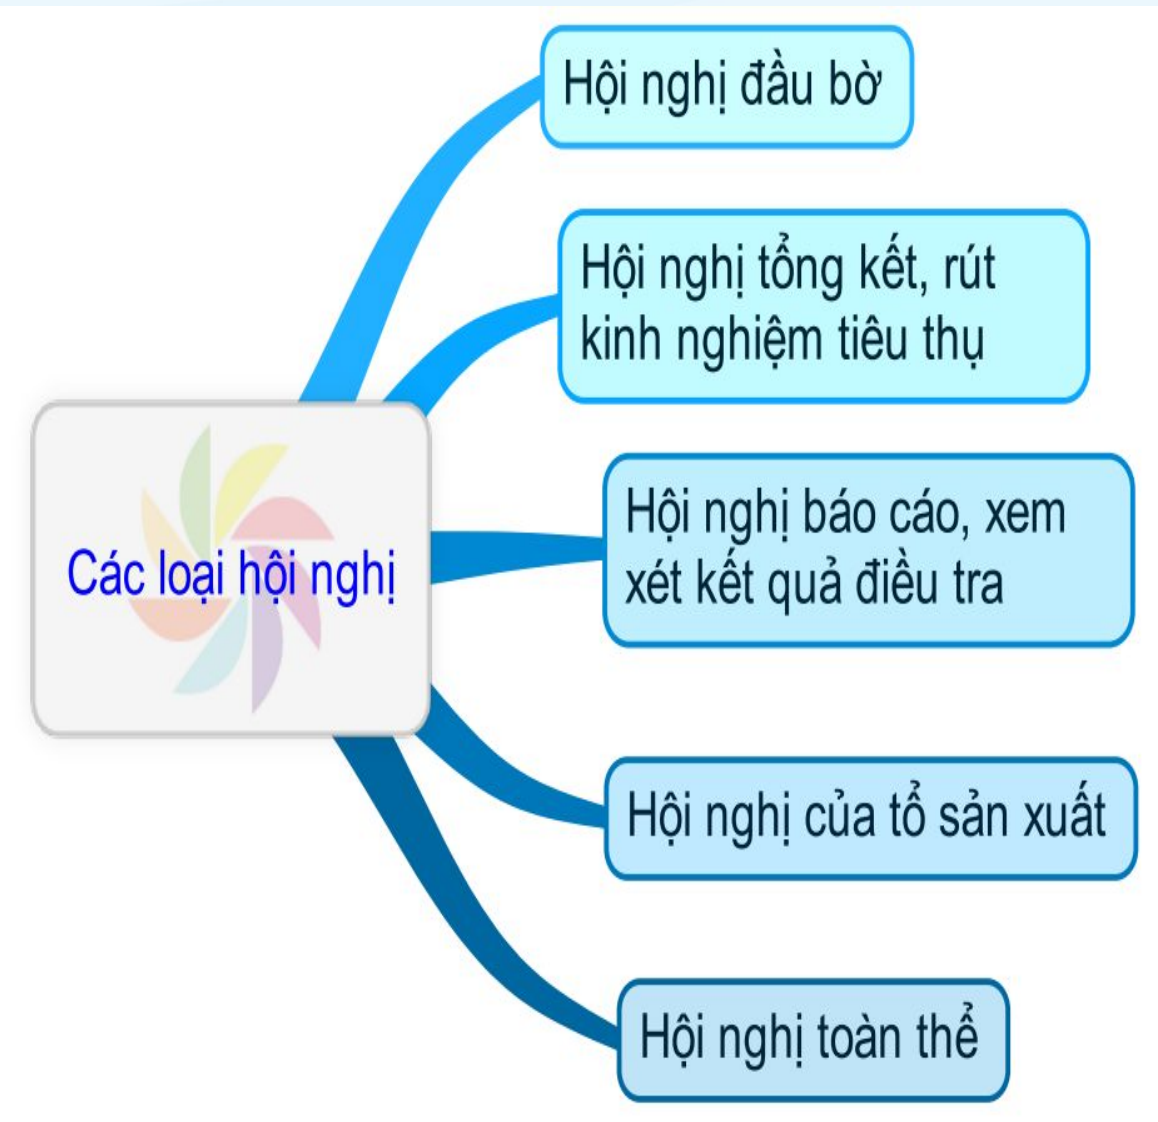 Hội nghị đầu bờ
Hội nghị tổng kết, rút
kinh nghiệm tiêu thụ
Hội nghị báo cáo, xem
xét kết quả điều tra
Các loại hội nghị
Hội nghị của tổ sản xuất
Hội nghị toàn thể